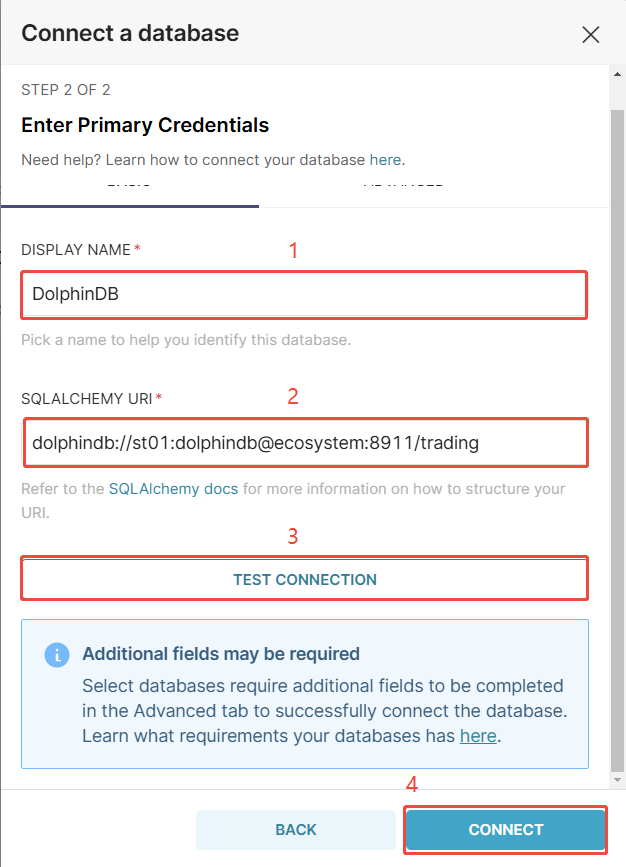 Connect a database
STEP 2 OF 2
Enter Primary Credentials
Need help? Learn how to connect your database here.
DISPLAY NAME *
1
DolphinDB
Pick a name to help you identify this database.
SQLALCHEMY URI *
2
dolphindb://st01:dolphindb@ecosystem:8911/trading
Refer to the SQLAlchemy docs for more information on how to structure your
URI.
3
TEST CONNECTION
Additional fields may be required
Select databases require additional fields to be completed
in the Advanced tab to successfully connect the database.
Learn what requirements your databases has here.
4
BACK
CONNECT